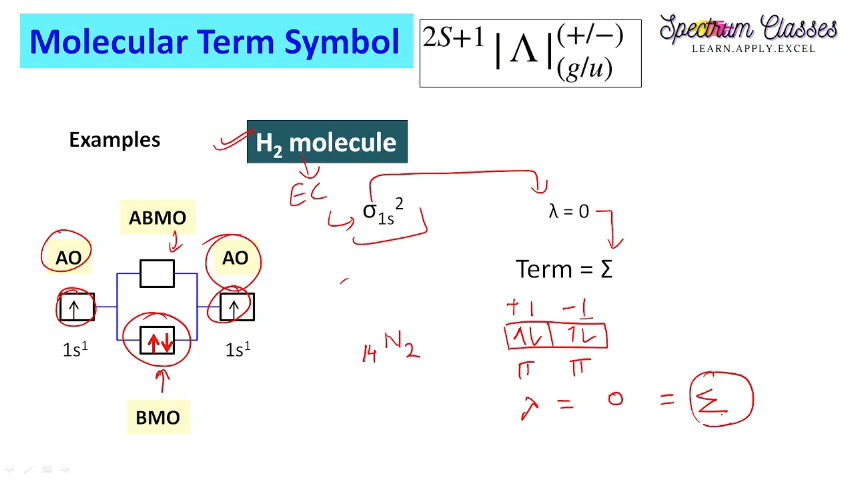 Molecular Term Symbol
2S+1|Λ|(+/−)(g/u)
Spectrum Classes
LEARN.APPLY.EXCEL
Examples
H₂ molecule
EC
σ1s²
λ = 0
ABMO
AO
AO
Term = Σ
+1 −1
1s¹
1s¹
14N2
π π
BMO
λ = 0 = Σ